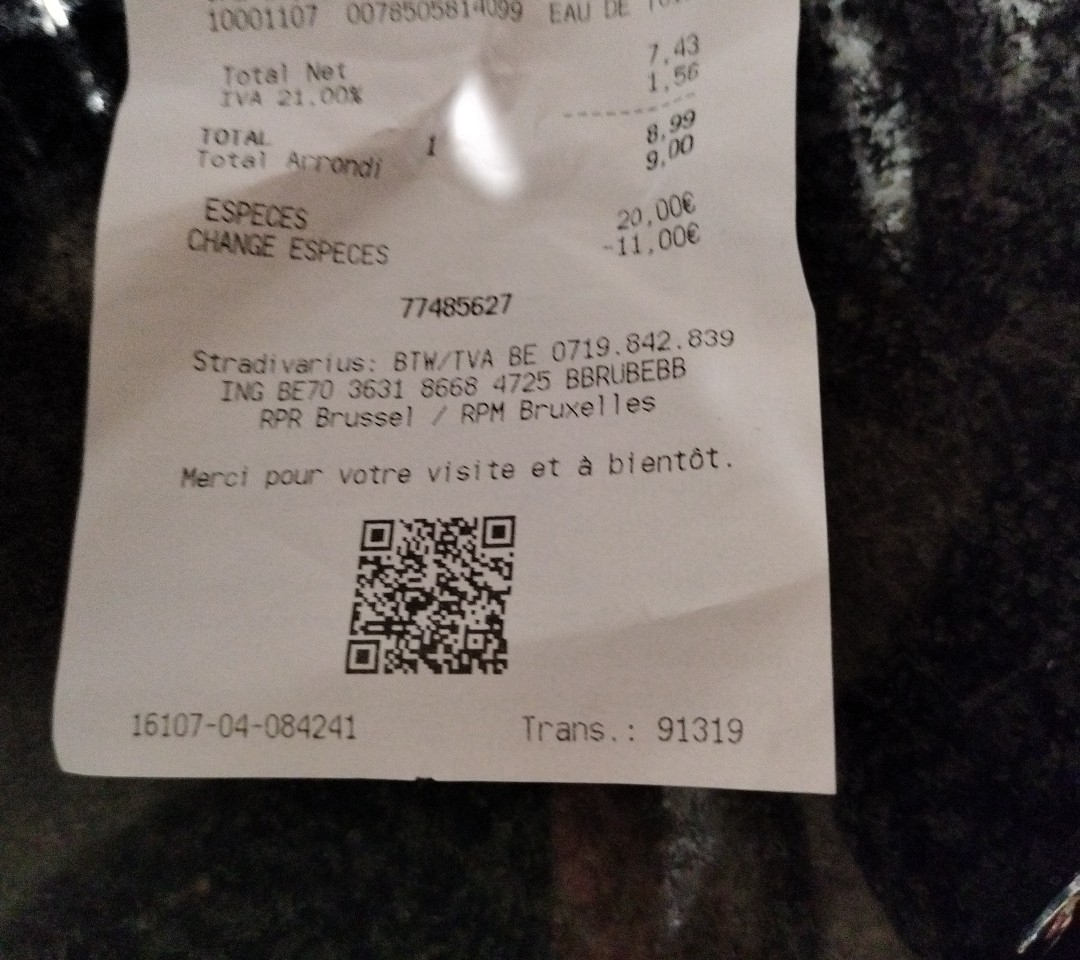 10001107 0078505814099 EAU DE
Total Net 7,43
IVA 21.00% 1,56
TOTAL 8,99
Total Arrondi 1 9,00
ESPECES 20,00€
CHANGE ESPECES -11,00€
77485627
Stradivarius: BTW/TVA BE 0719.842.839
ING BE70 3631 8668 4725 BBRUBEBB
RPR Brussel / RPM Bruxelles
Merci pour votre visite et à bientôt.
16107-04-084241 Trans.: 91319